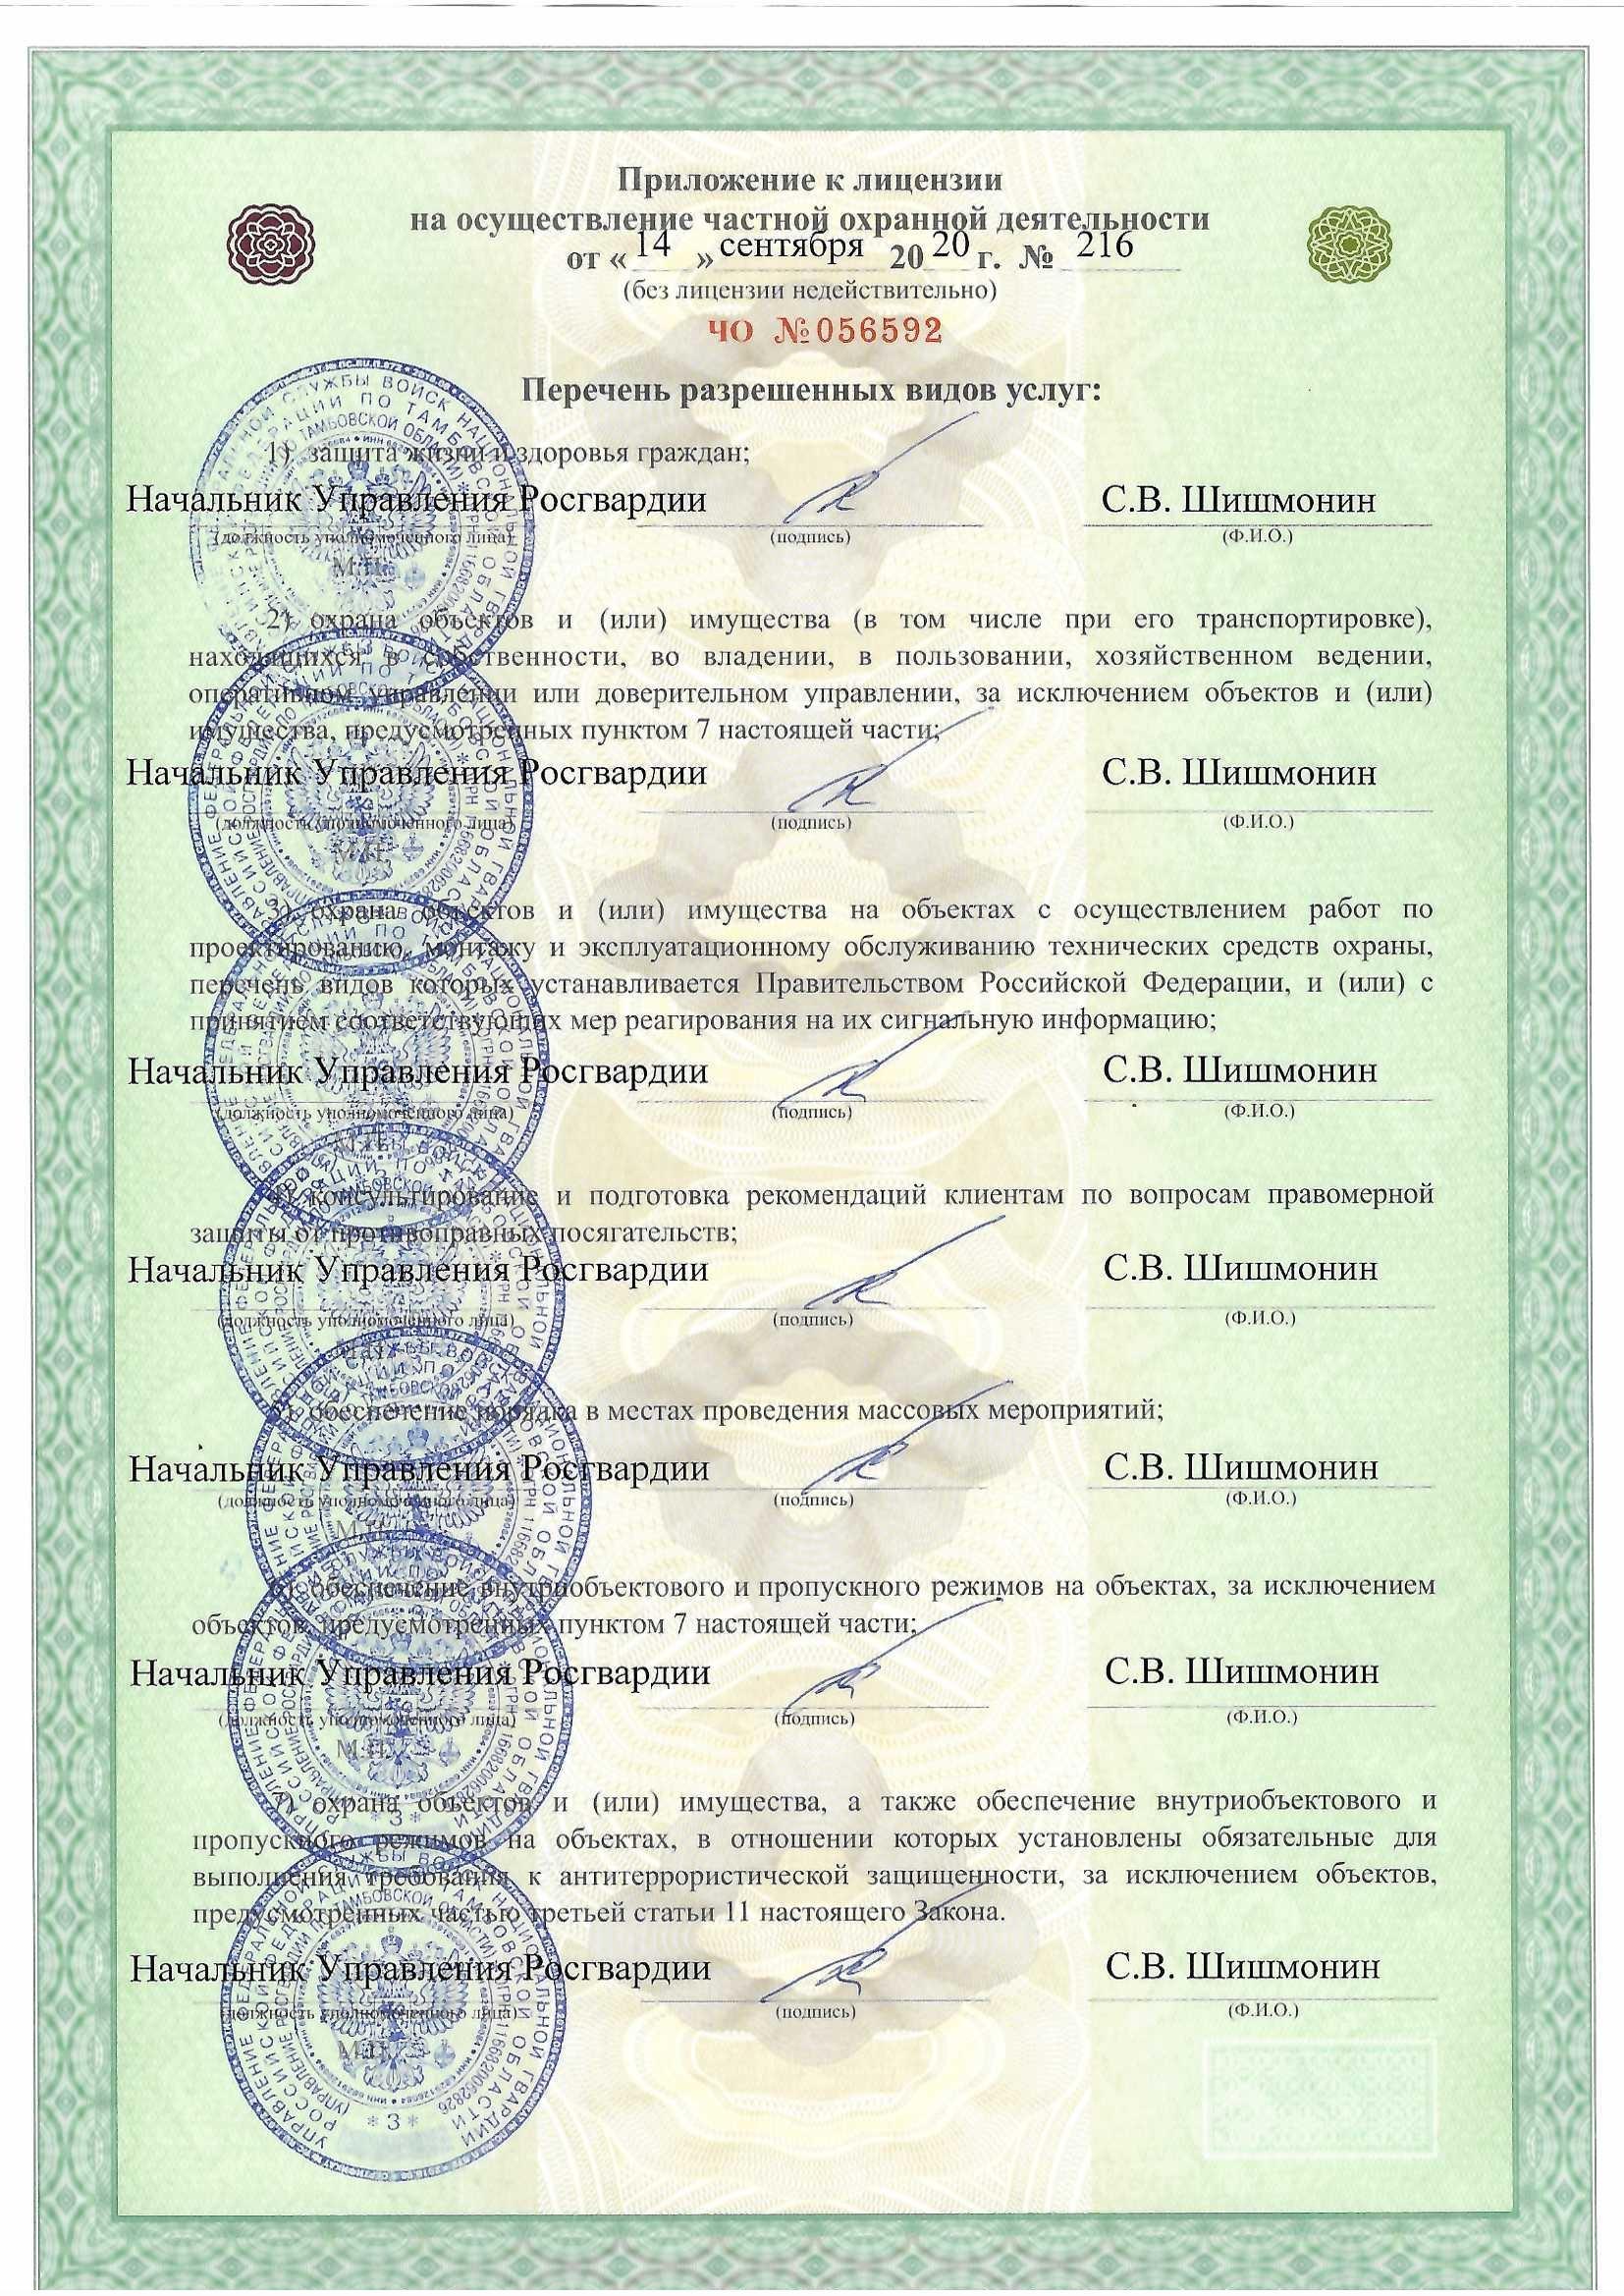 Приложение к лицензии
на осуществление частной охранной деятельности
от « 14 » сентября 20 20 г. № 216
(без лицензии недействительно)
ЧО № 056592
Перечень разрешенных видов услуг:
1) защита жизни и здоровья граждан;
Начальник Управления Росгвардии С.В. Шишмонин
(должность уполномоченного лица) (подпись) (Ф.И.О.)
М.П.
2) охрана объектов и (или) имущества (в том числе при его транспортировке),
находящихся в собственности, во владении, в пользовании, хозяйственном ведении,
оперативном управлении или доверительном управлении, за исключением объектов и (или)
имущества, предусмотренных пунктом 7 настоящей части;
Начальник Управления Росгвардии С.В. Шишмонин
(должность уполномоченного лица) (подпись) (Ф.И.О.)
М.П.
3) охрана объектов и (или) имущества на объектах с осуществлением работ по
проектированию, монтажу и эксплуатационному обслуживанию технических средств охраны,
перечень видов которых устанавливается Правительством Российской Федерации, и (или) с
принятием соответствующих мер реагирования на их сигнальную информацию;
Начальник Управления Росгвардии С.В. Шишмонин
(должность уполномоченного лица) (подпись) (Ф.И.О.)
М.П.
4) консультирование и подготовка рекомендаций клиентам по вопросам правомерной
защиты от противоправных посягательств;
Начальник Управления Росгвардии С.В. Шишмонин
(должность уполномоченного лица) (подпись) (Ф.И.О.)
М.П.
5) обеспечение порядка в местах проведения массовых мероприятий;
Начальник Управления Росгвардии С.В. Шишмонин
(должность уполномоченного лица) (подпись) (Ф.И.О.)
М.П.
6) обеспечение внутриобъектового и пропускного режимов на объектах, за исключением
объектов, предусмотренных пунктом 7 настоящей части;
Начальник Управления Росгвардии С.В. Шишмонин
(должность уполномоченного лица) (подпись) (Ф.И.О.)
М.П.
7) охрана объектов и (или) имущества, а также обеспечение внутриобъектового и
пропускного режимов на объектах, в отношении которых установлены обязательные для
выполнения требования к антитеррористической защищенности, за исключением объектов,
предусмотренных частью третьей статьи 11 настоящего Закона.
Начальник Управления Росгвардии С.В. Шишмонин
(должность уполномоченного лица) (подпись) (Ф.И.О.)
М.П.
* 3 *